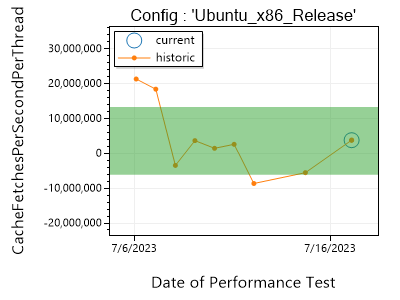 Config : 'Ubuntu_x86_Release'
current
historic
CacheFetchesPerSecondPerThread
30,000,000
20,000,000
10,000,000
0
-10,000,000
-20,000,000
7/6/2023
7/16/2023
Date of Performance Test